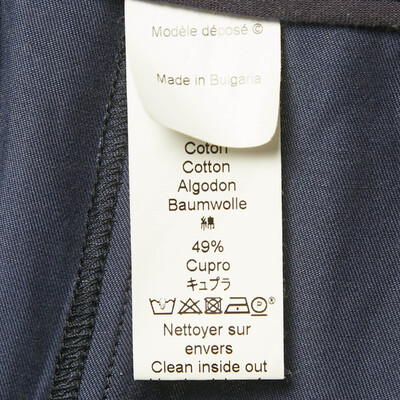 Modèle déposé ©
Made in Bulgaria
Coton
Cotton
Algodon
Baumwolle
綿
49%
Cupro
キュプラ
Nettoyer sur
envers
Clean inside out